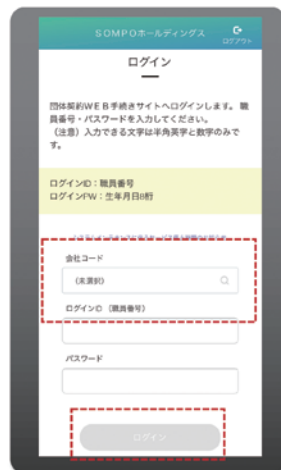 SOMPOホールディングス
ログアウト
ログイン
団体契約WEB手続きサイトへログインします。 職
員番号・パスワードを入力してください。
（注意）入力できる文字は半角英字と数字のみで
す。
ログインID：職員番号
ログインPW：生年月日8桁
会社コード
(未選択)
ログインID （職員番号）
パスワード
ログイン